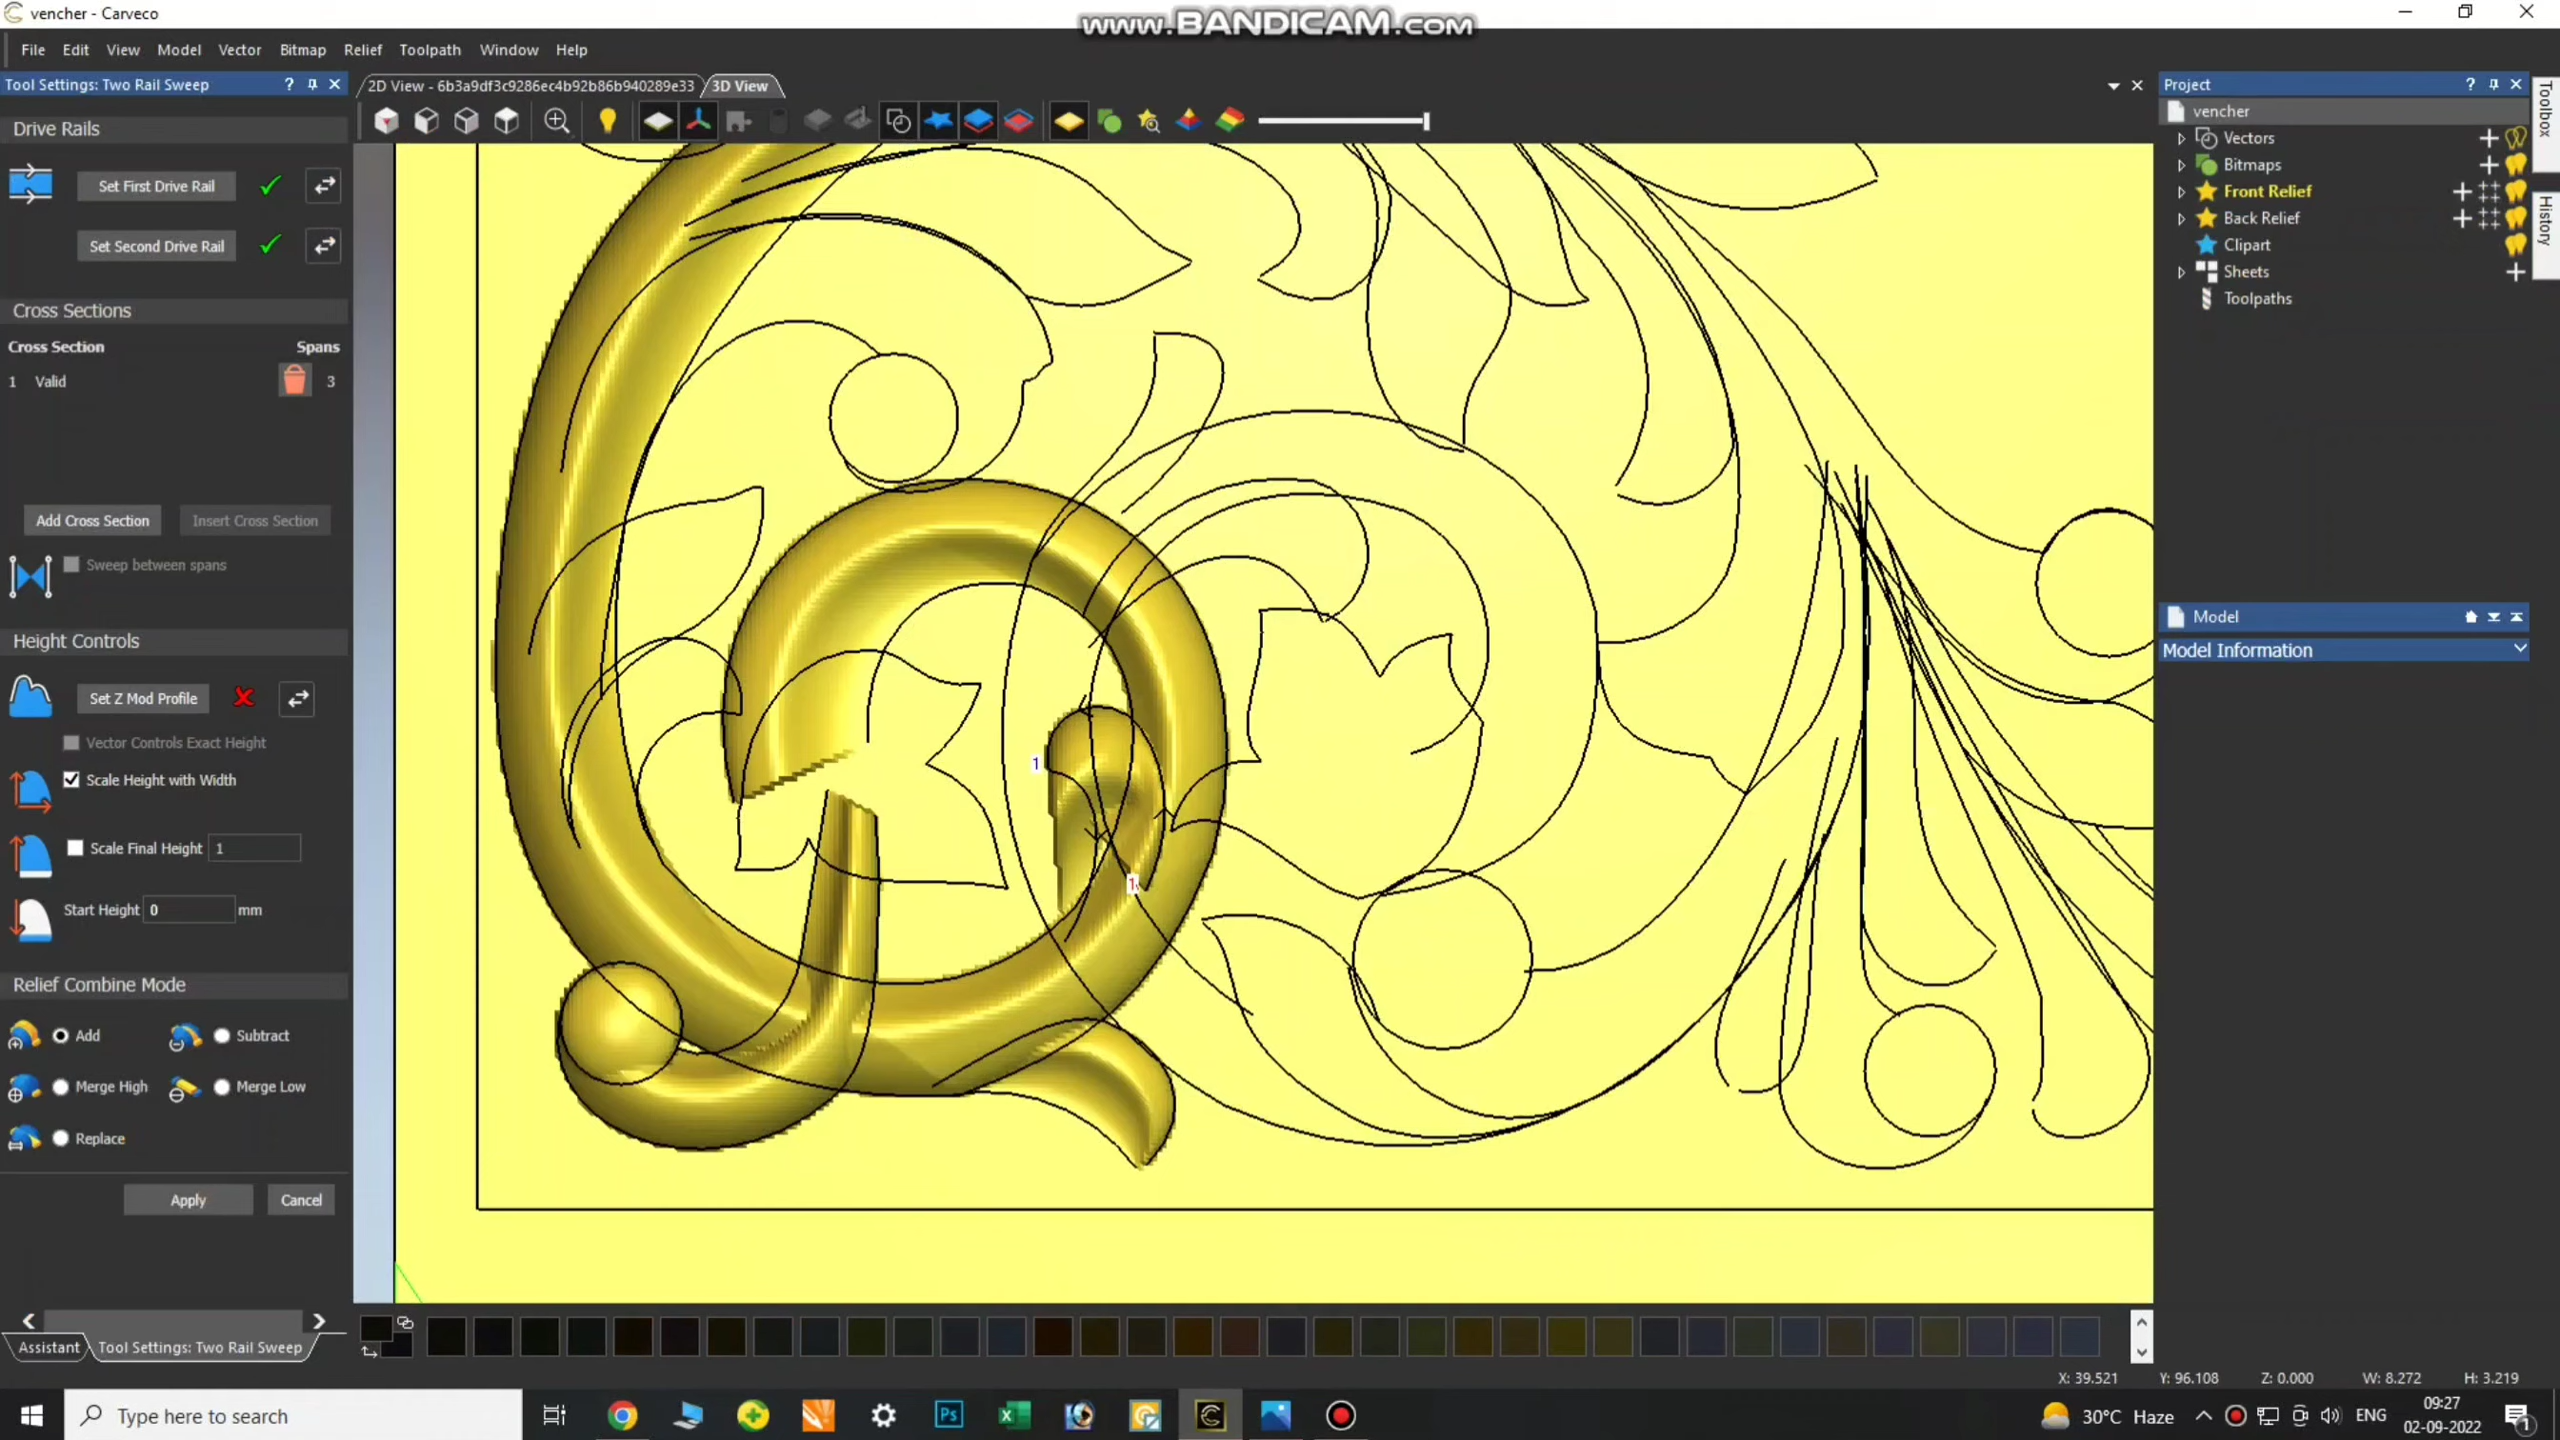 vencher - Carveco
www.BANDICAM.com
File Edit View Model Vector Bitmap Relief Toolpath Window Help
Tool Settings: Two Rail Sweep ?
2D View - 6b3a9df3c9286ec4b92b86b940289e33 3D View
Project ?
Toolbox
History
vencher
Vectors
Bitmaps
Front Relief
Back Relief
Clipart
Sheets
Toolpaths
Model
Model Information
Drive Rails
Set First Drive Rail
Set Second Drive Rail
Cross Sections
Cross Section Spans
1 Valid 3
Add Cross Section Insert Cross Section
Sweep between spans
Height Controls
Set Z Mod Profile
Vector Controls Exact Height
Scale Height with Width
Scale Final Height 1
Start Height 0 mm
Relief Combine Mode
Add Subtract
Merge High Merge Low
Replace
Apply Cancel
1
1
Assistant Tool Settings: Two Rail Sweep
X: 39.521 Y: 96.108 Z: 0.000 W: 8.272 H: 3.219
Type here to search
Ps
30°C Haze
ENG
09:27
02-09-2022
1